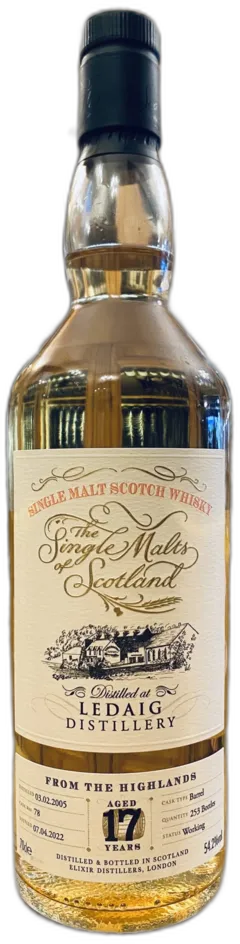 SINGLE MALT SCOTCH WHISKY
The
Single Malts
of Scotland
Distilled at
LEDAIG
DISTILLERY
FROM THE HIGHLANDS
03.02.2005
78
07.04.2022
70cle
AGED
17
YEARS
CASK TYPE Barrel
QUANTITY 253 Bottles
STATUS Working
54,2%vol
DISTILLED & BOTTLED IN SCOTLAND
ELIXIR DISTILLERS, LONDON